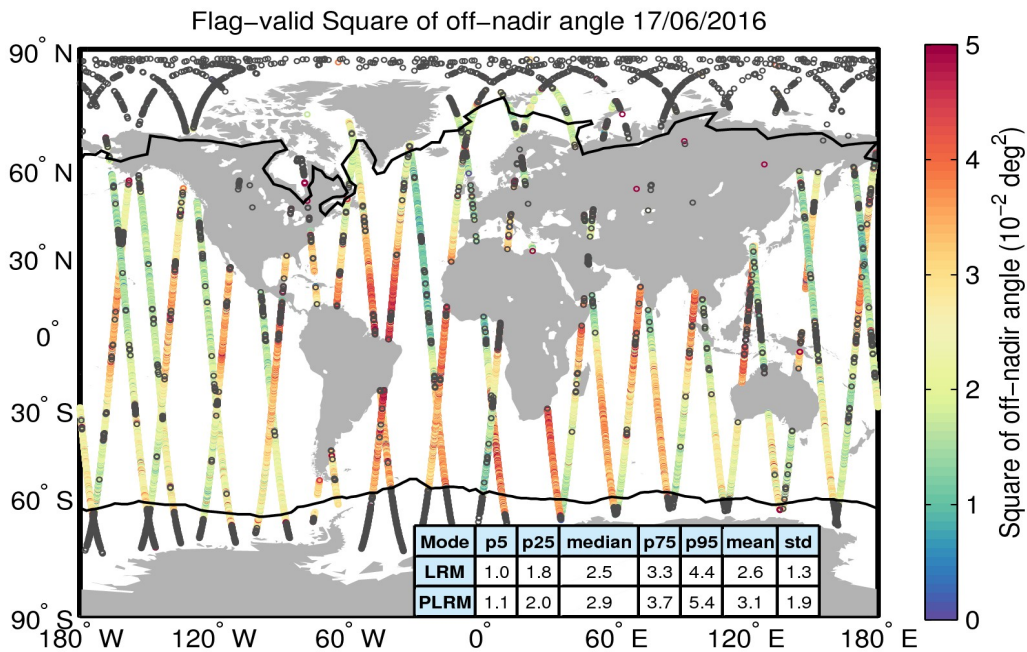 Flag−valid Square of off−nadir angle 17/06/2016
90° N
60° N
30° N
0°
30° S
60° S
90° S
180° W
120° W
60° W
0°
60° E
120° E
180° E
Mode p5 p25 median p75 p95 mean std
LRM 1.0 1.8 2.5 3.3 4.4 2.6 1.3
PLRM 1.1 2.0 2.9 3.7 5.4 3.1 1.9
5
4
3
2
1
0
Square of off−nadir angle (10⁻² deg²)